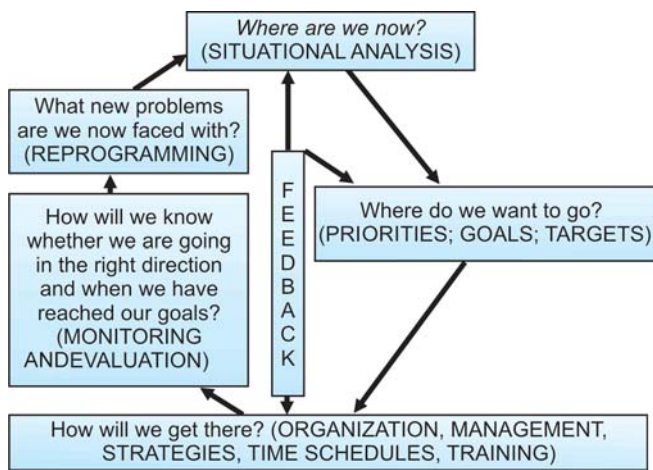 Where are we now?
(SITUATIONAL ANALYSIS)
What new problems
are we now faced with?
(REPROGRAMMING)
FEEDBACK
Where do we want to go?
(PRIORITIES; GOALS; TARGETS)
How will we know
whether we are going
in the right direction
and when we have
reached our goals?
(MONITORING
ANDEVALUATION)
How will we get there? (ORGANIZATION, MANAGEMENT,
STRATEGIES, TIME SCHEDULES, TRAINING)